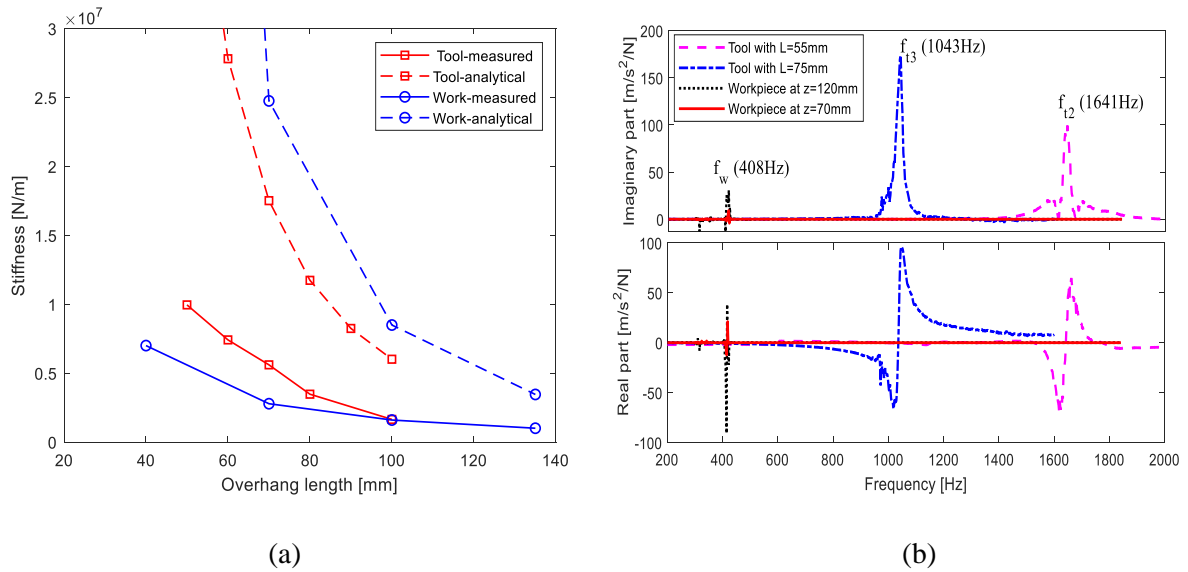 ×10⁷
3
2.5
2
1.5
1
0.5
0
Stiffness [N/m]
20 40 60 80 100 120 140
Overhang length [mm]
Tool-measured
Tool-analytical
Work-measured
Work-analytical
(a)
200
150
100
50
0
Imaginary part [m/s²/N]
Tool with L=55mm
Tool with L=75mm
Workpiece at z=120mm
Workpiece at z=70mm
f_t3 (1043Hz)
f_t2 (1641Hz)
f_w (408Hz)
100
50
0
-50
-100
Real part [m/s²/N]
200 400 600 800 1000 1200 1400 1600 1800 2000
Frequency [Hz]
(b)